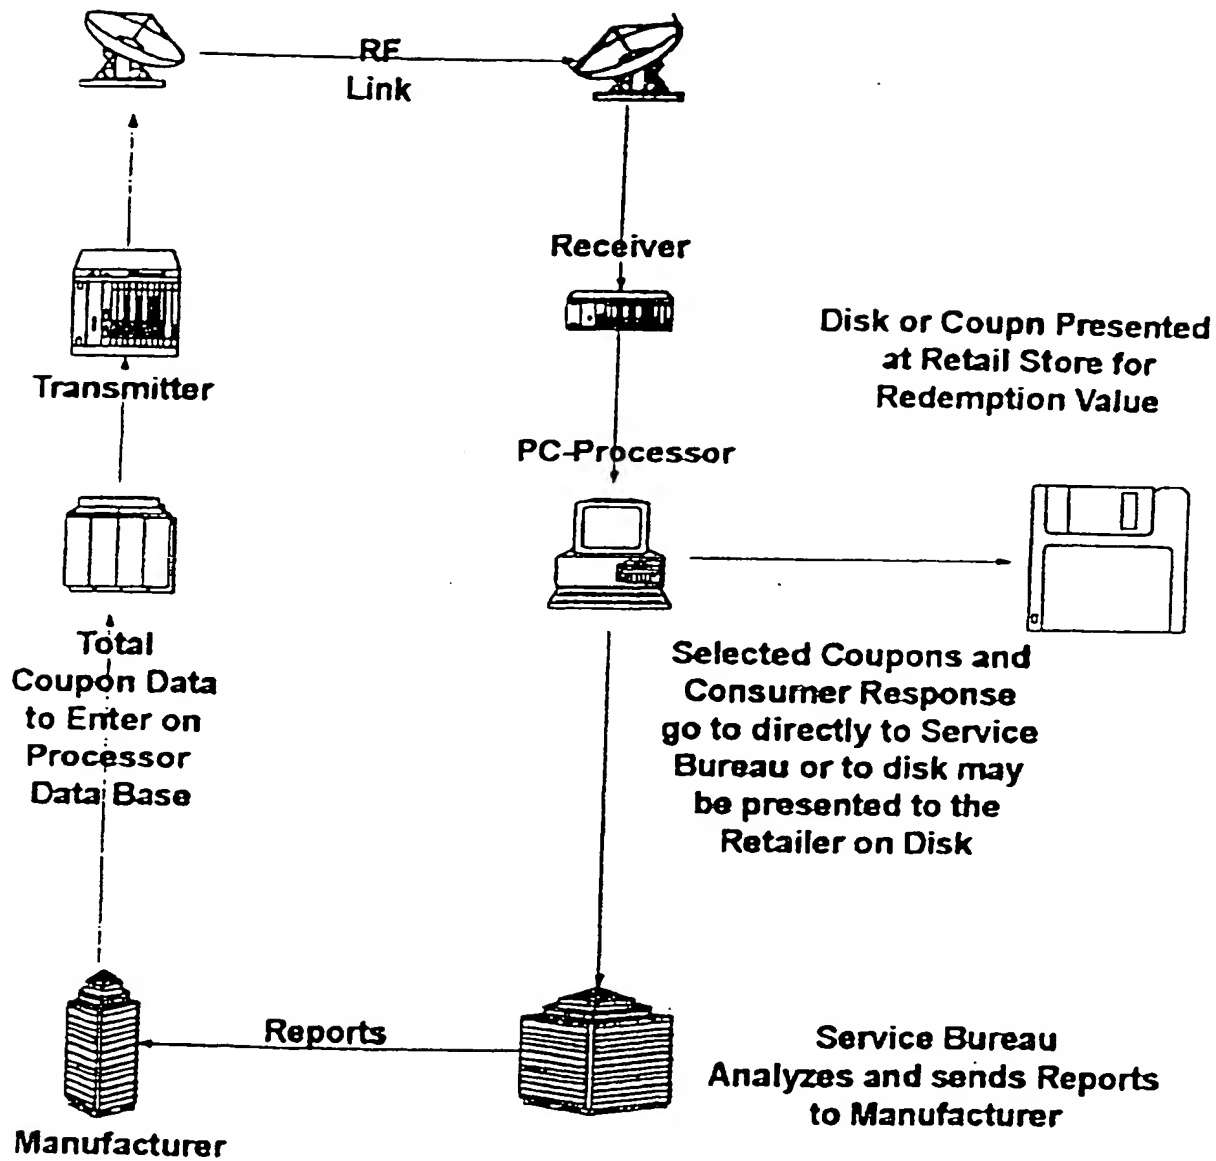 RF
Link
Receiver
Disk or Coupn Presented
at Retail Store for
Redemption Value
Transmitter
PC-Processor
Total
Coupon Data
to Enter on
Processor
Data Base
Selected Coupons and
Consumer Response
go to directly to Service
Bureau or to disk may
be presented to the
Retailer on Disk
Reports
Service Bureau
Analyzes and sends Reports
to Manufacturer
Manufacturer